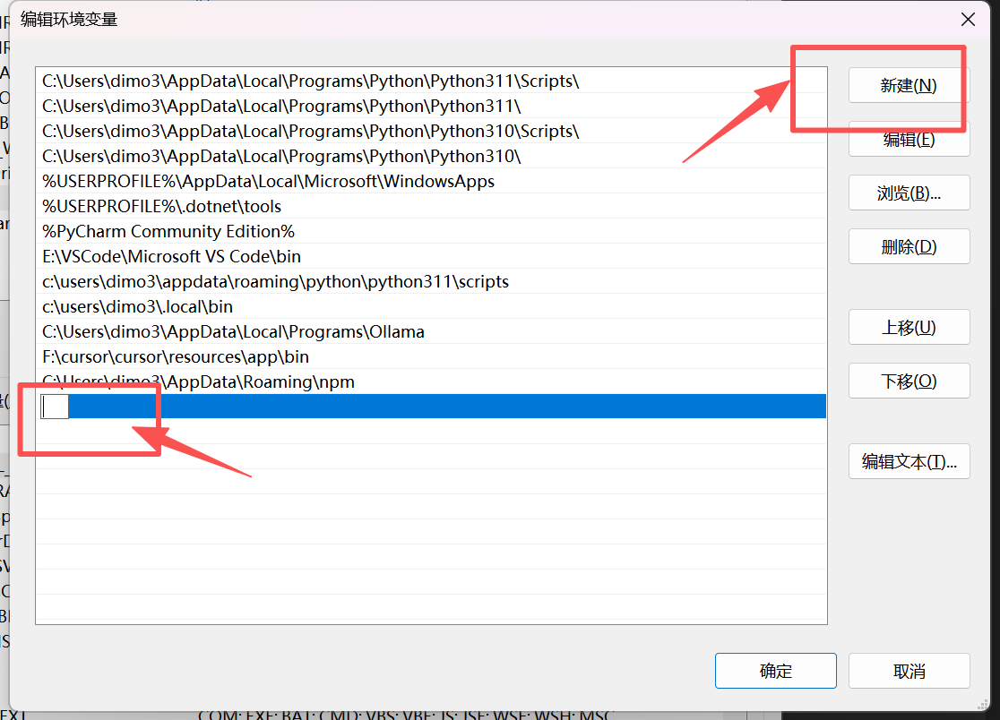 编辑环境变量
C:\Users\dimo3\AppData\Local\Programs\Python\Python311\Scripts\
C:\Users\dimo3\AppData\Local\Programs\Python\Python311\
C:\Users\dimo3\AppData\Local\Programs\Python\Python310\Scripts\
C:\Users\dimo3\AppData\Local\Programs\Python\Python310\
%USERPROFILE%\AppData\Local\Microsoft\WindowsApps
%USERPROFILE%\.dotnet\tools
%PyCharm Community Edition%
E:\VSCode\Microsoft VS Code\bin
c:\users\dimo3\appdata\roaming\python\python311\scripts
c:\users\dimo3\.local\bin
C:\Users\dimo3\AppData\Local\Programs\Ollama
F:\cursor\cursor\resources\app\bin
C:\Users\dimo3\AppData\Roaming\npm
新建(N)
编辑(E)
浏览(B)...
删除(D)
上移(U)
下移(O)
编辑文本(T)...
确定
取消
.COM;.EXE;.BAT;.CMD;.VBS;.VBE;.JS;.JSE;.WSF;.WSH;.MSC